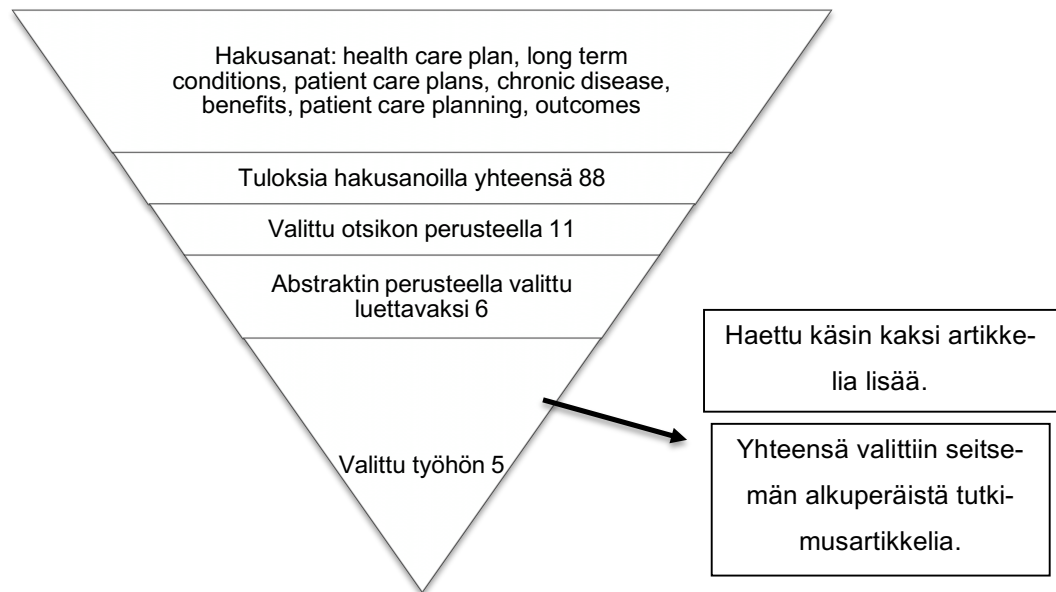 Hakusanat: health care plan, long term
conditions, patient care plans, chronic disease,
benefits, patient care planning, outcomes
Tuloksia hakusanoilla yhteensä 88
Valittu otsikon perusteella 11
Abstraktin perusteella valittu
luettavaksi 6
Valittu työhön 5
Haettu käsin kaksi artikke-
lia lisää.
Yhteensä valittiin seitse-
män alkuperäistä tutki-
musartikkelia.